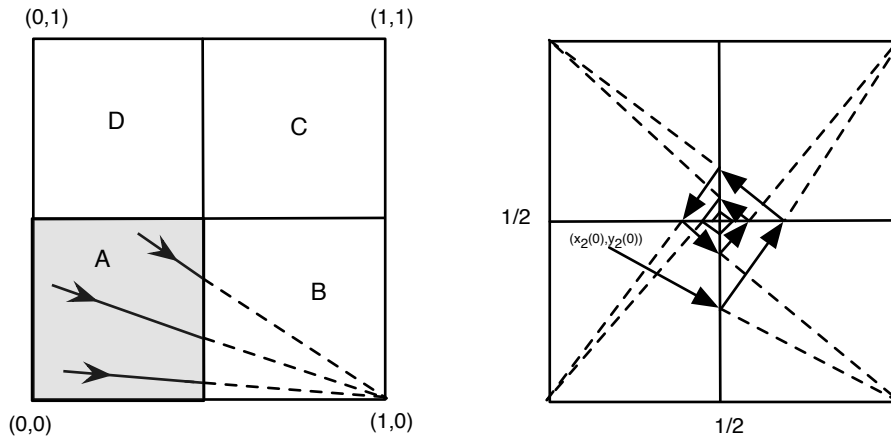 (0,1) (1,1)
D C
A B
(0,0) (1,0)
1/2
(x2(0),y2(0))
1/2